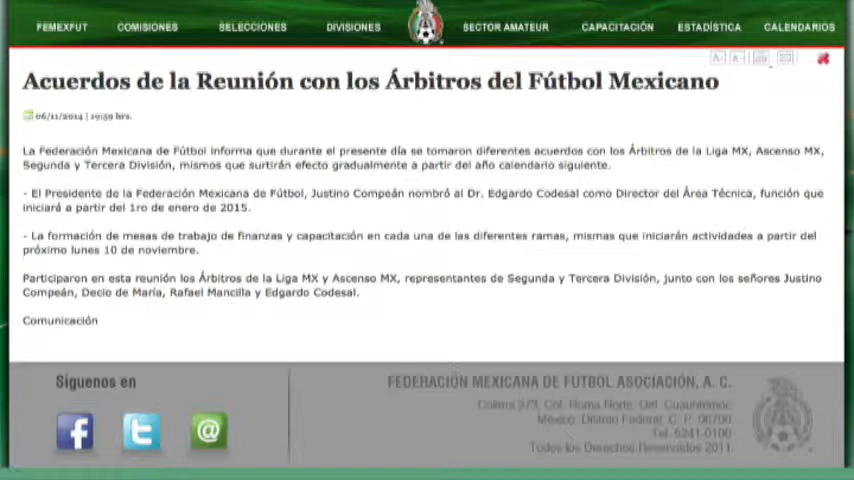 FEMEXFUT COMISIONES SELECCIONES DIVISIONES SECTOR AMATEUR CAPACITACIÓN ESTADÍSTICA CALENDARIOS
Acuerdos de la Reunión con los Árbitros del Fútbol Mexicano
06/11/2014 | 19:59 hrs.
La Federación Mexicana de Fútbol informa que durante el presente día se tomaron diferentes acuerdos con los Árbitros de la Liga MX, Ascenso MX,
Segunda y Tercera División, mismos que surtirán efecto gradualmente a partir del año calendario siguiente.
- El Presidente de la Federación Mexicana de Fútbol, Justino Compeán nombró al Dr. Edgardo Codesal como Director del Área Técnica, función que
iniciará a partir del 1ro de enero de 2015.
- La formación de mesas de trabajo de finanzas y capacitación en cada una de las diferentes ramas, mismas que iniciarán actividades a partir del
próximo lunes 10 de noviembre.
Participaron en esta reunión los Árbitros de la Liga MX y Ascenso MX, representantes de Segunda y Tercera División, junto con los señores Justino
Compeán, Decio de María, Rafael Mancilla y Edgardo Codesal.
Comunicación
Síguenos en
FEDERACIÓN MEXICANA DE FUTBOL ASOCIACIÓN, A. C.
Colima 373, Col. Roma Norte, Del. Cuauhtémoc
México, Distrito Federal, C. P. 06700
Tel. 5241-0100
Todos los Derechos Reservados 2011